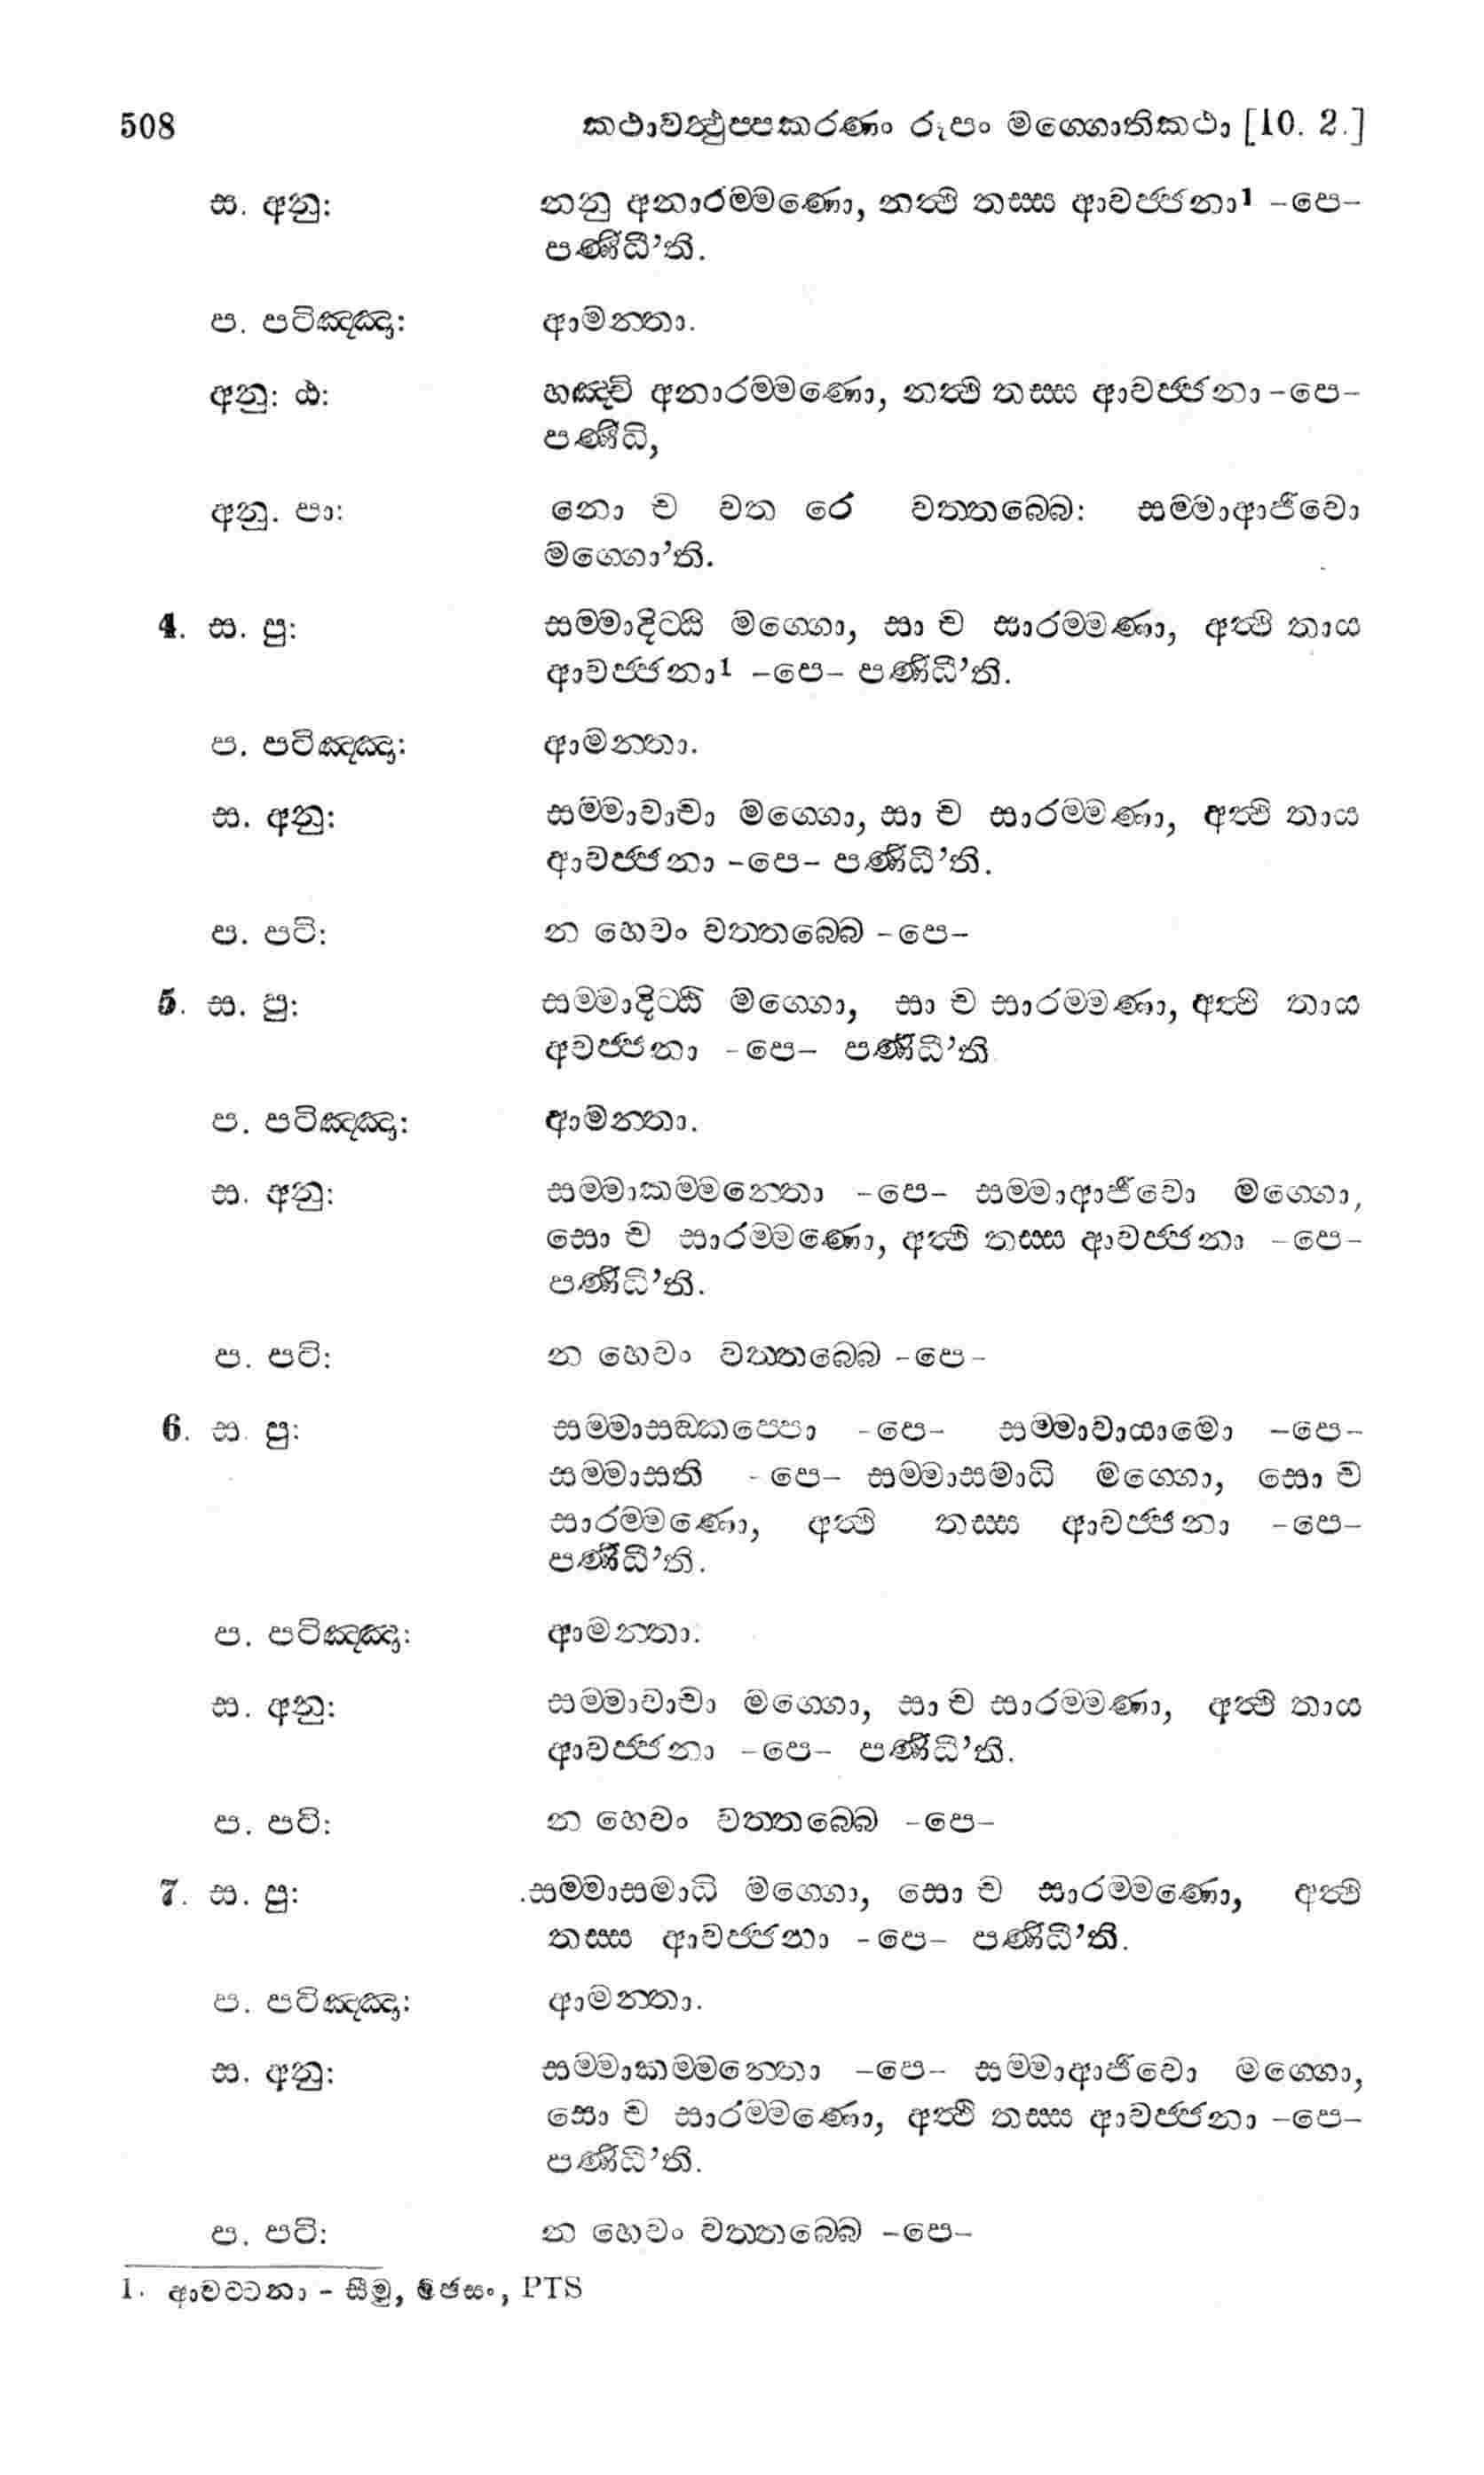 508 කථාවත්ථුප්පකරණං රූපං මග්ගොතිකථා [10. 2.]
ස. අනු: නනු අනාරම්මණො, නත්ථි තස්ස ආවජ්ජනා¹ -පෙ-
පණිධී’ති.
ප. පටිඤ්ඤා: ආමන්තා.
අනු: ඨ: හඤ්චි අනාරම්මණො, නත්ථි තස්ස ආවජ්ජනා -පෙ-
පණිධි,
අනු. පා: නො ච වත රෙ වත්තබ්බෙ: සම්මාආජීවො
මග්ගො’ති.
4. ස. පු: සම්මාදිට්ඨි මග්ගො, සා ච සාරම්මණා, අත්ථි තාය
ආවජ්ජනා¹ -පෙ- පණිධී’ති.
ප. පටිඤ්ඤා: ආමන්තා.
ස. අනු: සම්මාවාචා මග්ගො, සා ච සාරම්මණා, අත්ථි තාය
ආවජ්ජනා -පෙ- පණිධී’ති.
ප. පටි: න හෙවං වත්තබ්බෙ -පෙ-
5. ස. පු: සම්මාදිට්ඨි මග්ගො, සා ච සාරම්මණා, අත්ථි තාය
අවජ්ජනා -පෙ- පණිධී’ති
ප. පටිඤ්ඤා: ආමන්තා.
ස. අනු: සම්මාකම්මන්තො -පෙ- සම්මාආජීවො මග්ගො,
සො ච සාරම්මණො, අත්ථි තස්ස ආවජ්ජනා -පෙ-
පණිධි’ති.
ප. පටි: න හෙවං වත්තබ්බෙ -පෙ-
6. ස. පු: සම්මාසඞ්කප්පො -පෙ- සම්මාවායාමො -පෙ-
සම්මාසති -පෙ- සම්මාසමාධි මග්ගො, සො ච
සාරම්මණො, අත්ථි තස්ස ආවජ්ජනා -පෙ-
පණිධී’ති.
ප. පටිඤ්ඤා: ආමන්තා.
ස. අනු: සම්මාවාචා මග්ගො, සා ච සාරම්මණා, අත්ථි තාය
ආවජ්ජනා -පෙ- පණිධි’ති.
ප. පටි: න හෙවං වත්තබ්බෙ -පෙ-
7. ස. පු: .සම්මාසමාධි මග්ගො, සො ච සාරම්මණො, අත්ථි
තස්ස ආවජ්ජනා -පෙ- පණිධී’ති.
ප. පටිඤ්ඤා: ආමන්තා.
ස. අනු: සම්මාකම්මන්තො -පෙ- සම්මාආජීවො මග්ගො,
සො ච සාරම්මණො, අත්ථි තස්ස ආවජ්ජනා -පෙ-
පණිධි’ති.
ප. පටි: න හෙවං වත්තබ්බෙ -පෙ-
1. ආවට්ටනා - සීමු, මජසං, PTS